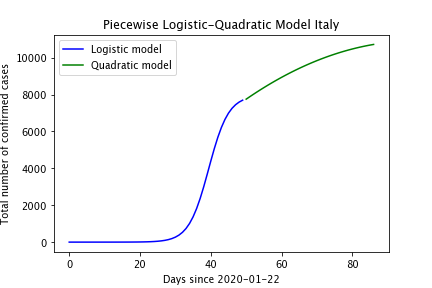 Piecewise Logistic-Quadratic Model Italy
Logistic model
Quadratic model
Total number of confirmed cases
10000
8000
6000
4000
2000
0
0 20 40 60 80
Days since 2020-01-22